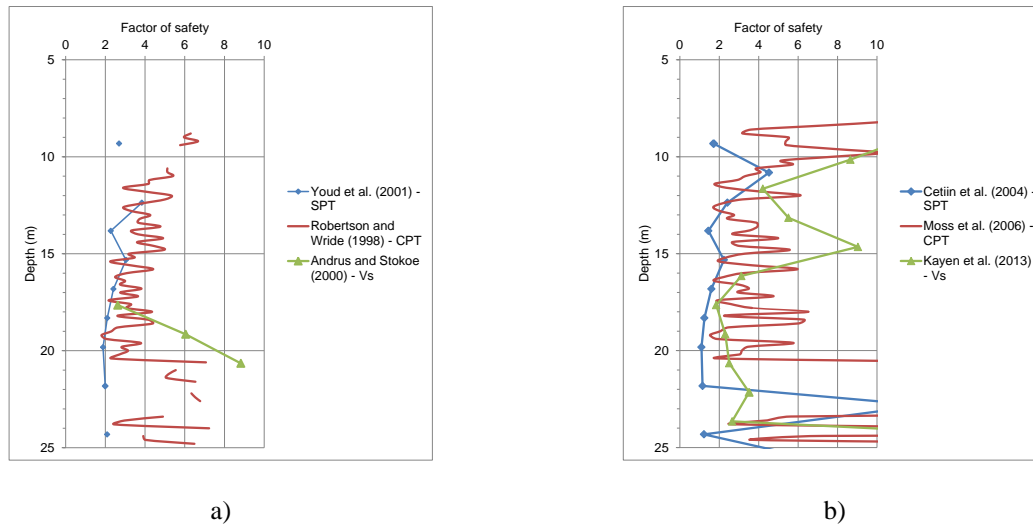 Factor of safety
0 2 4 6 8 10
5
10
15
20
25
Depth (m)
Youd et al. (2001) -
SPT
Robertson and
Wride (1998) - CPT
Andrus and Stokoe
(2000) - Vs
a)
Factor of safety
0 2 4 6 8 10
5
10
15
20
25
Depth (m)
Cetiin et al. (2004) -
SPT
Moss et al. (2006) -
CPT
Kayen et al. (2013)
- Vs
b)